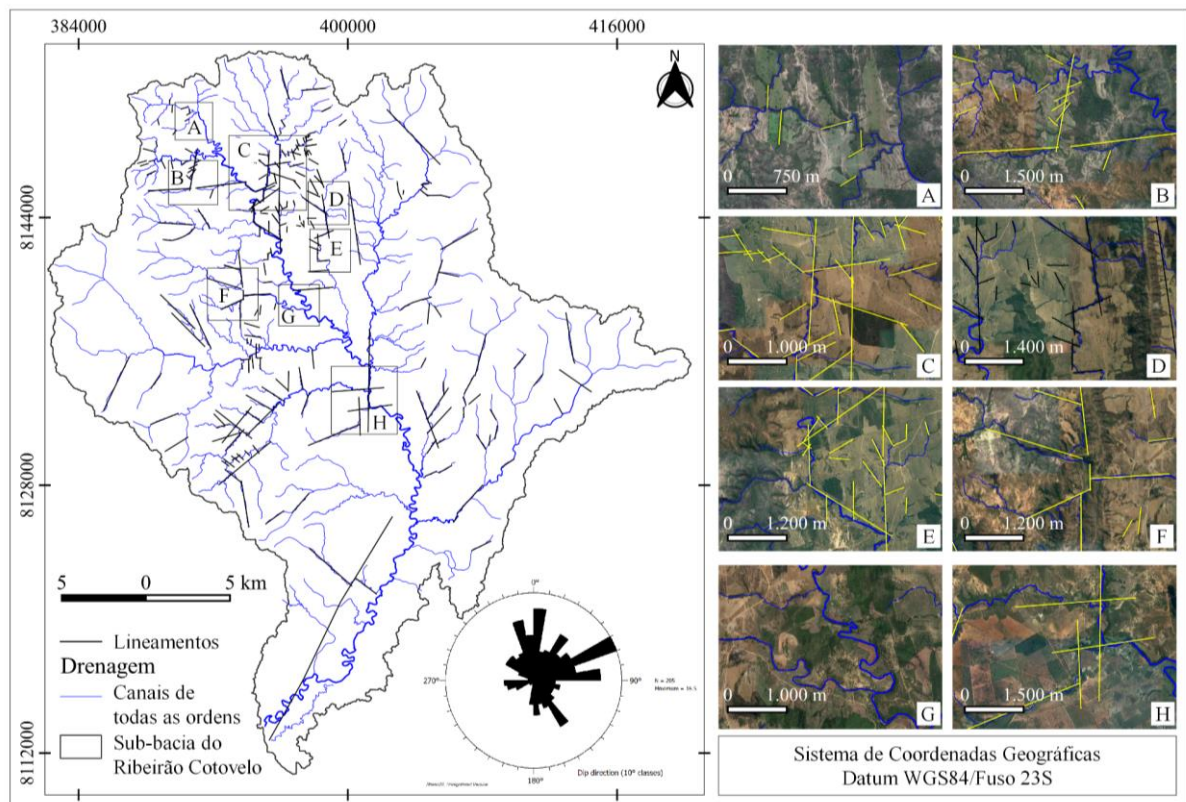 384000 400000 416000
814000
8128000
8112000
N
A
B
C
D
E
F
G
H
5 0 5 km
Lineamentos
Drenagem
Canais de
todas as ordens
Sub-bacia do
Ribeirão Cotovelo
0°
90°
180°
270°
Dip direction (10° classes)
0 750 m A
0 1.500 m B
0 1.000 m C
0 1.400 m D
0 1.200 m E
0 1.200 m F
0 1.000 m G
0 1.500 m H
Sistema de Coordenadas Geográficas
Datum WGS84/Fuso 23S